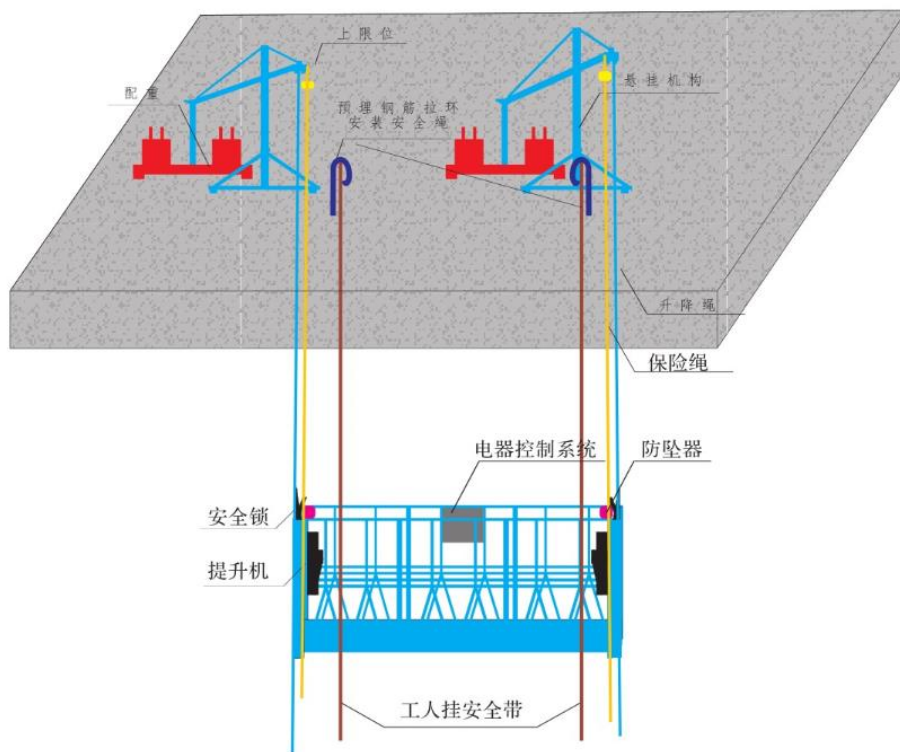 上限位
配重
预埋钢筋拉环
安装安全绳
悬挂机构
升降绳
保险绳
电器控制系统
防坠器
安全锁
提升机
工人挂安全带